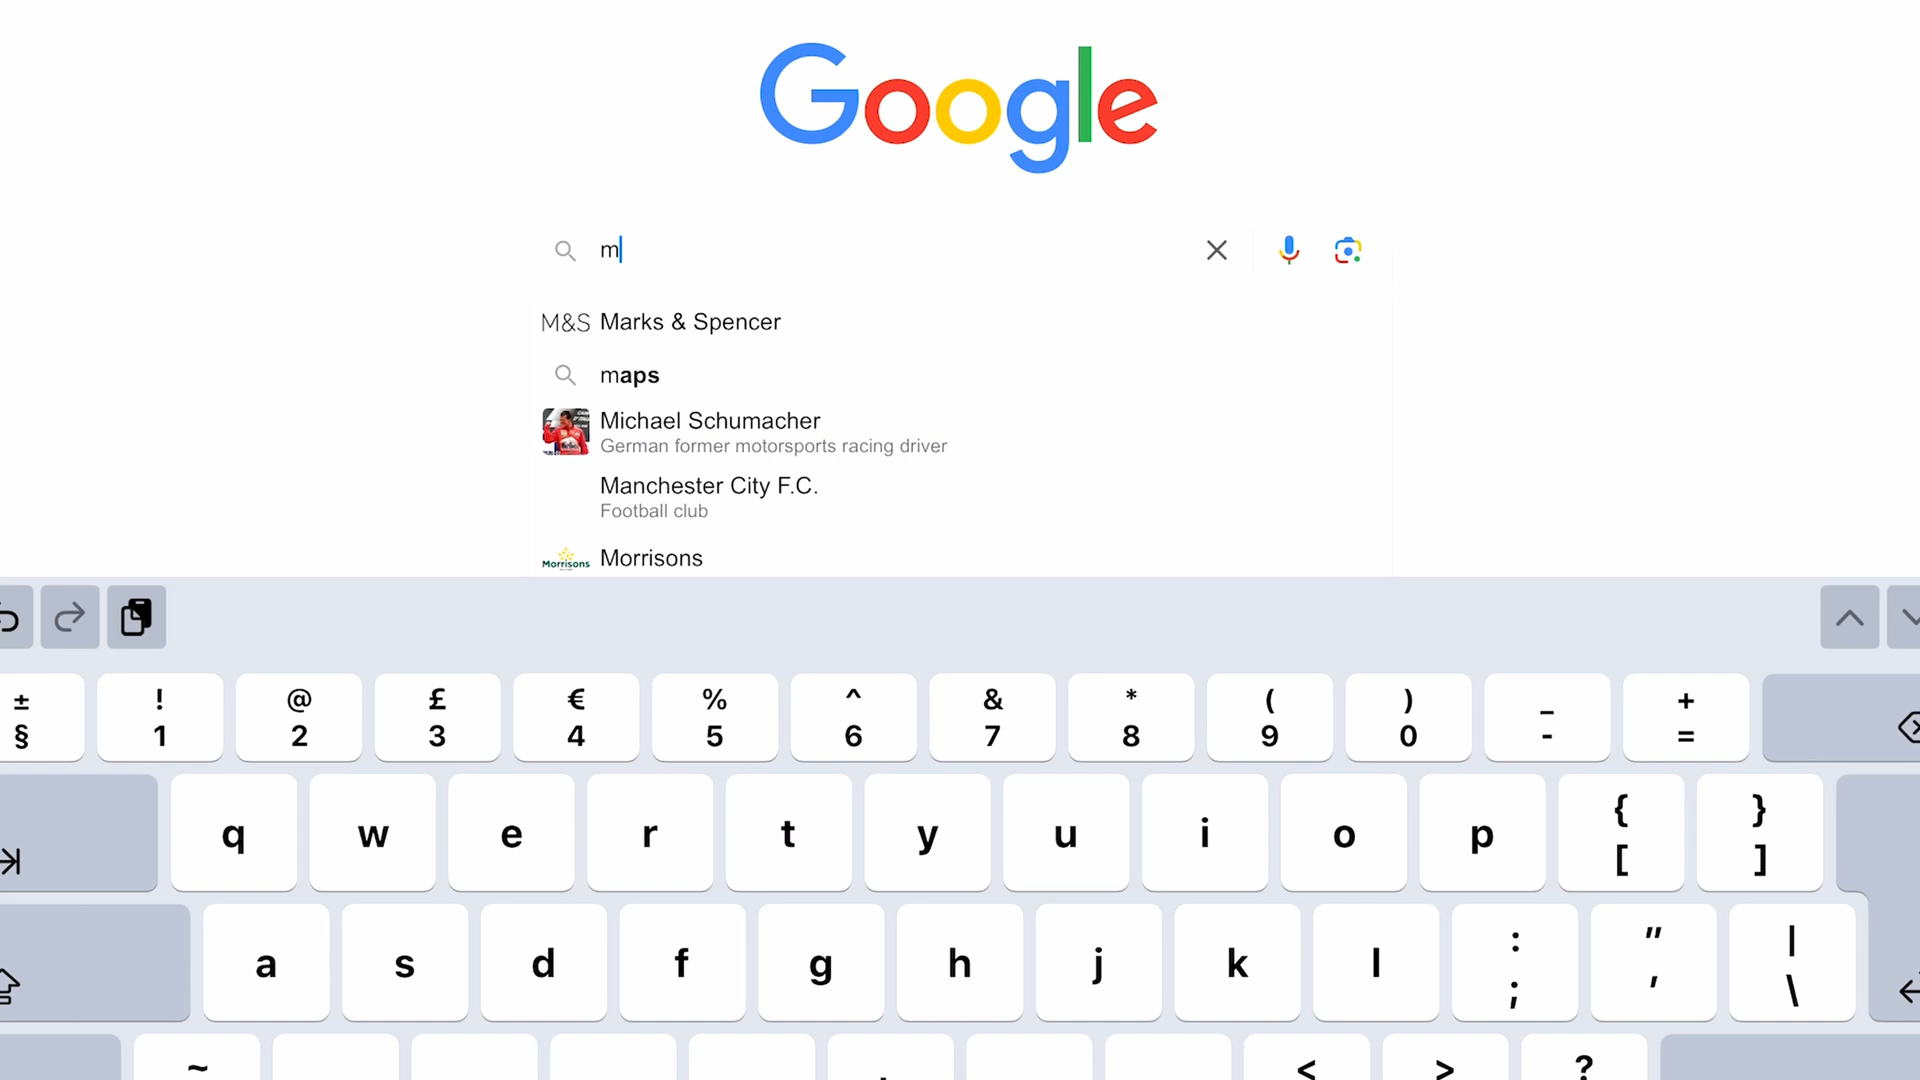 Google
m
M&S Marks & Spencer
maps
Michael Schumacher
German former motorsports racing driver
Manchester City F.C.
Football club
Morrisons Morrisons
± ! @ £ € % ^ & * ( ) _ +
§ 1 2 3 4 5 6 7 8 9 0 - =
q w e r t y u i o p { }
[ ]
a s d f g h j k l : " |
; ' \
~ < > ?